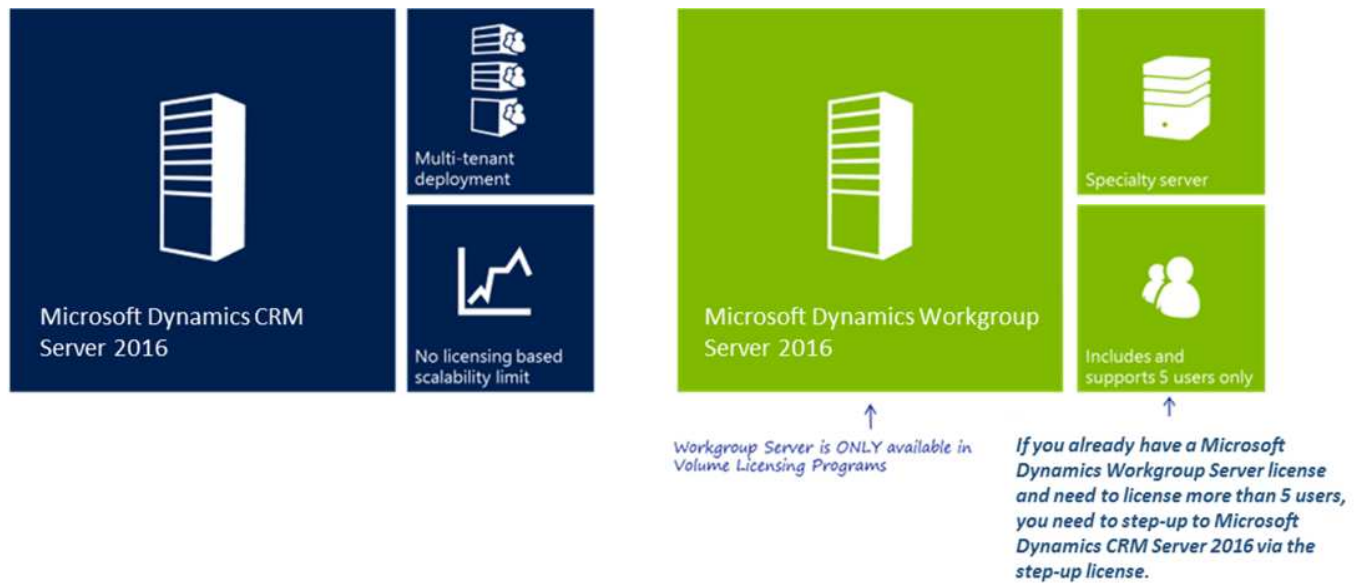 Multi-tenant
deployment
Microsoft Dynamics CRM
Server 2016
No licensing based
scalability limit
Specialty server
Microsoft Dynamics Workgroup
Server 2016
Includes and
supports 5 users only
Workgroup Server is ONLY available in
Volume Licensing Programs
If you already have a Microsoft
Dynamics Workgroup Server license
and need to license more than 5 users,
you need to step-up to Microsoft
Dynamics CRM Server 2016 via the
step-up license.